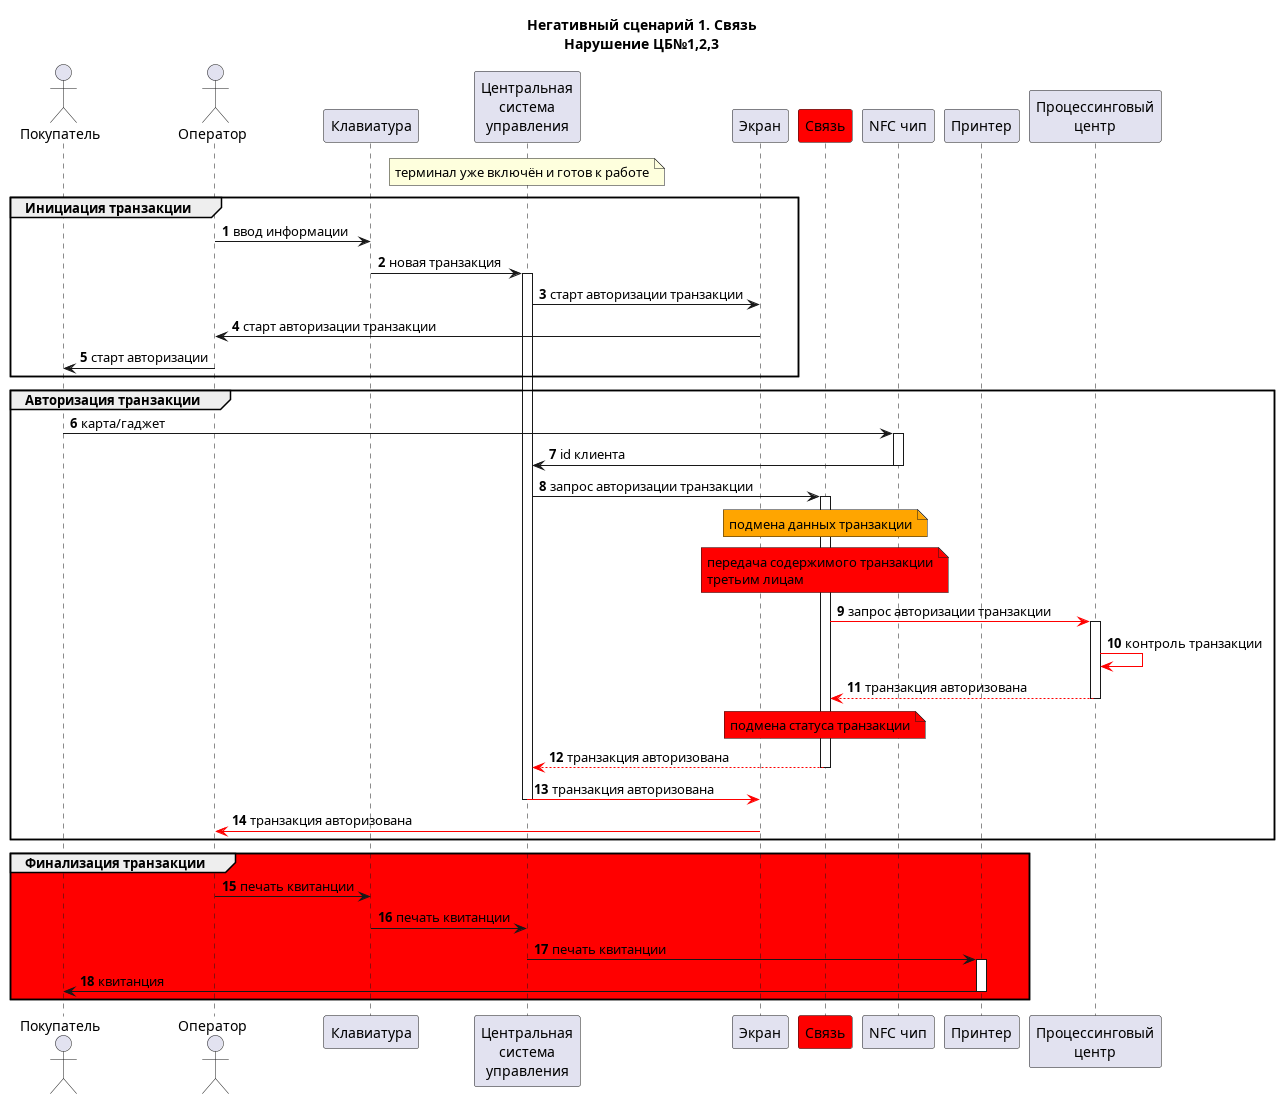 Негативный сценарий 1. Связь
Нарушение ЦБ№1,2,3
Покупатель
Оператор
Клавиатура
Центральная
система
управления
Экран
Связь
NFC чип
Принтер
Процессинговый
центр
терминал уже включён и готов к работе
Инициация транзакции
1 ввод информации
2 новая транзакция
3 старт авторизации транзакции
4 старт авторизации транзакции
5 старт авторизации
Авторизация транзакции
6 карта/гаджет
7 id клиента
8 запрос авторизации транзакции
подмена данных транзакции
передача содержимого транзакции
третьим лицам
9 запрос авторизации транзакции
10 контроль транзакции
11 транзакция авторизована
подмена статуса транзакции
12 транзакция авторизована
13 транзакция авторизована
14 транзакция авторизована
Финализация транзакции
15 печать квитанции
16 печать квитанции
17 печать квитанции
18 квитанция
Покупатель
Оператор
Клавиатура
Центральная
система
управления
Экран
Связь
NFC чип
Принтер
Процессинговый
центр